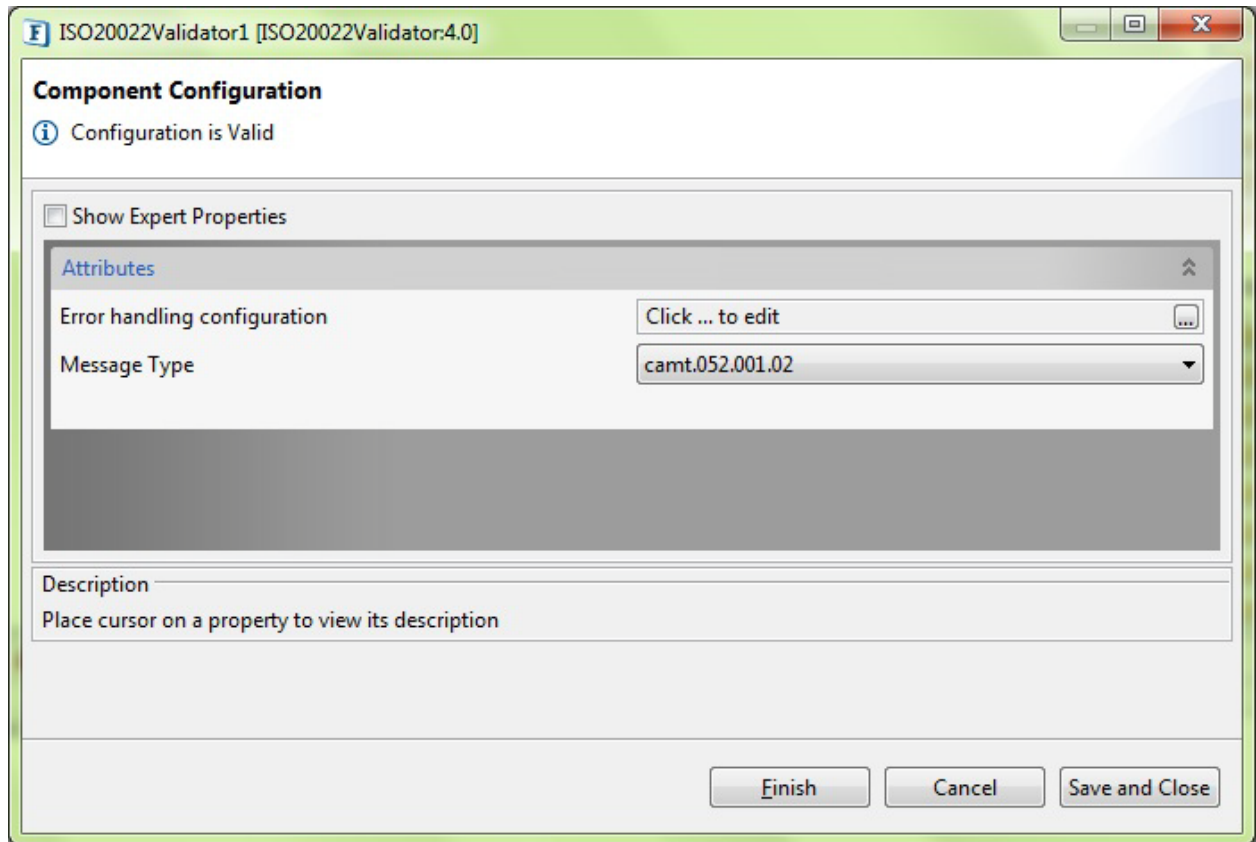 F ISO20022Validator1 [ISO20022Validator:4.0]
Component Configuration
Configuration is Valid
Show Expert Properties
Attributes
Error handling configuration Click ... to edit ...
Message Type camt.052.001.02
Description
Place cursor on a property to view its description
Finish Cancel Save and Close